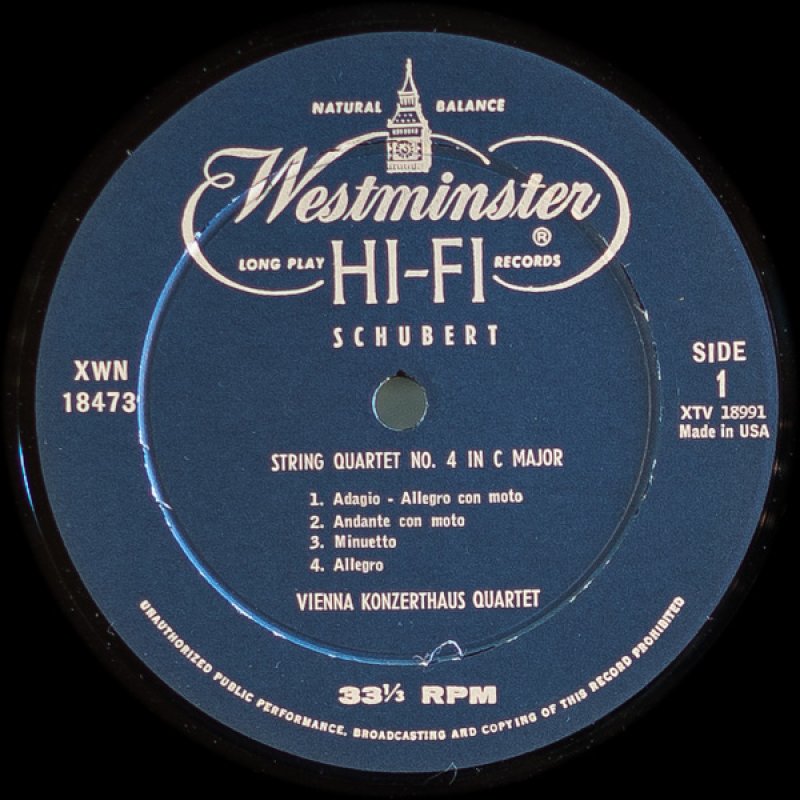 NATURAL BALANCE
Westminster
®
LONG PLAY HI-FI RECORDS
SCHUBERT
XWN
18473
SIDE
1
XTV 18991
Made in USA
STRING QUARTET NO. 4 IN C MAJOR
1. Adagio - Allegro con moto
2. Andante con moto
3. Minuetto
4. Allegro
VIENNA KONZERTHAUS QUARTET
33⅓ RPM
UNAUTHORIZED PUBLIC PERFORMANCE, BROADCASTING AND COPYING OF THIS RECORD PROHIBITED